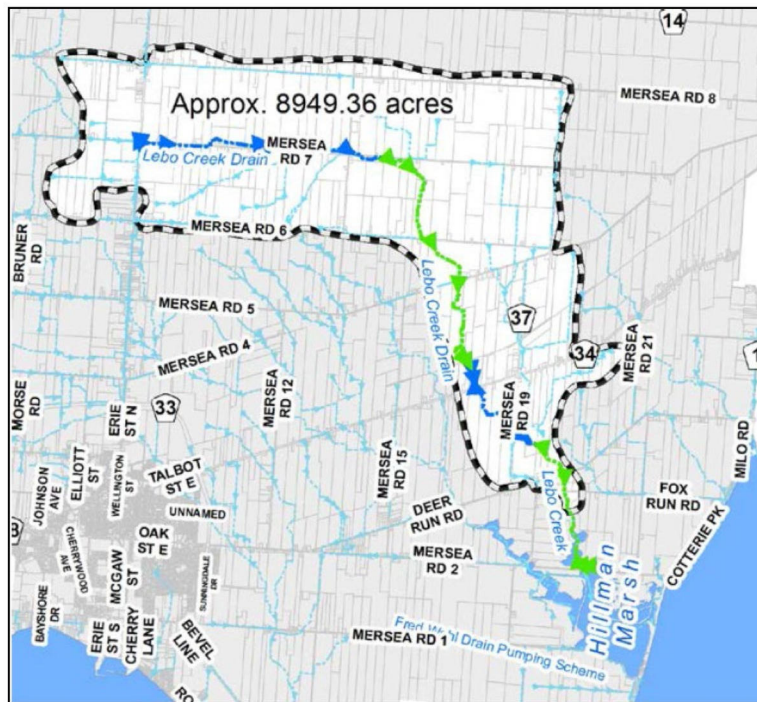 14
MERSEA RD 8
Approx. 8949.36 acres
MERSEA
RD 7
Lebo Creek Drain
MERSEA RD 6
BRUNER
RD
MERSEA RD 5
Lebo Creek Drain
37
MERSEA
RD 21
34
MERSEA RD 4
1
MERSEA
RD 12
MORSE
RD
ERIE
ST N
33
MERSEA
RD 19
MILO RD
MERSEA
RD 15
JOHNSON
AVE
ELLIOTT
ST
WELLINGTON
ST
TALBOT
ST E
UNNAMED
DEER
RUN RD
Lebo Creek
FOX
RUN RD
COTTERIE PK
8
CHERRYWOOD
AVE
OAK
ST E
MERSEA
RD 2
MCGAW
ST
SUNNINGDALE
DR
BAYSHORE
DR
ERIE
ST S
CHERRY
LANE
BEVEL
LINE
Hillman
Marsh
MERSEA RD 1
Fred Wohl Drain Pumping Scheme
RO